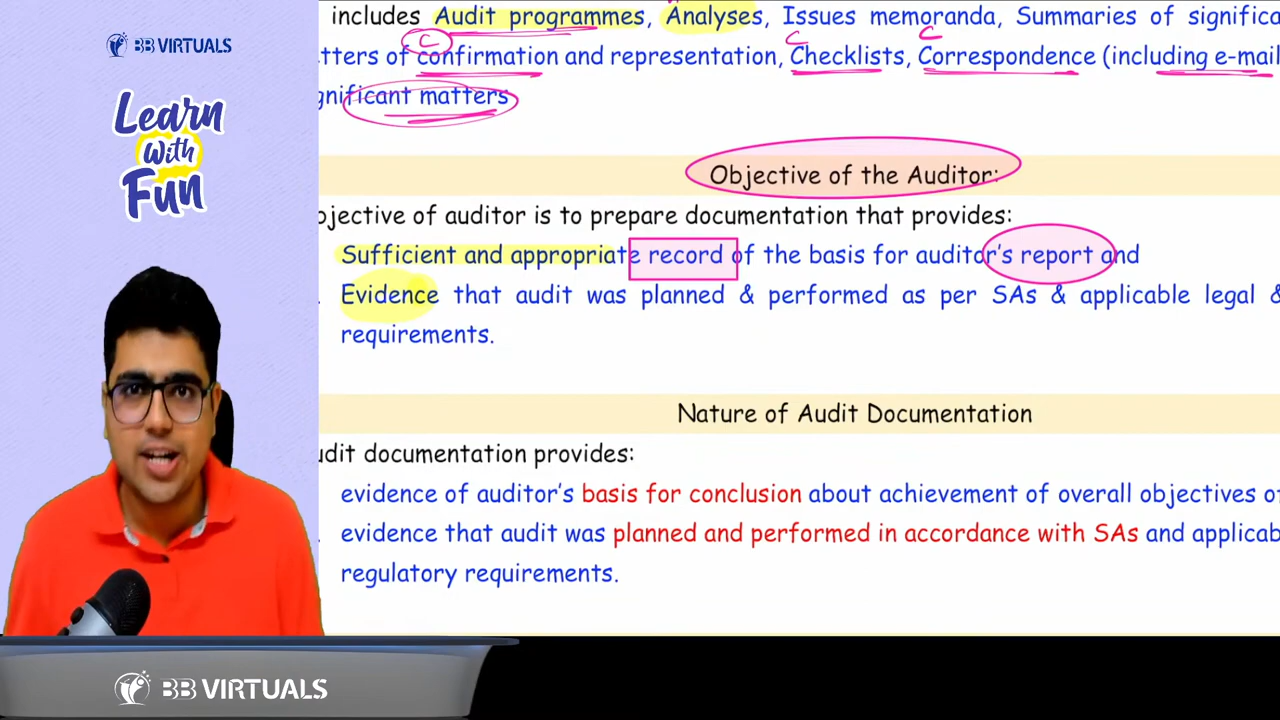 BB VIRTUALS
Learn
With
Fun
includes Audit programmes, Analyses, Issues memoranda, Summaries of significa
C C C
tters of confirmation and representation, Checklists, Correspondence (including e-mail
gnificant matters
Objective of the Auditor:
bjective of auditor is to prepare documentation that provides:
Sufficient and appropriate record of the basis for auditor's report and
Evidence that audit was planned & performed as per SAs & applicable legal &
requirements.
Nature of Audit Documentation
udit documentation provides:
evidence of auditor's basis for conclusion about achievement of overall objectives of
evidence that audit was planned and performed in accordance with SAs and applicab
regulatory requirements.
BB VIRTUALS